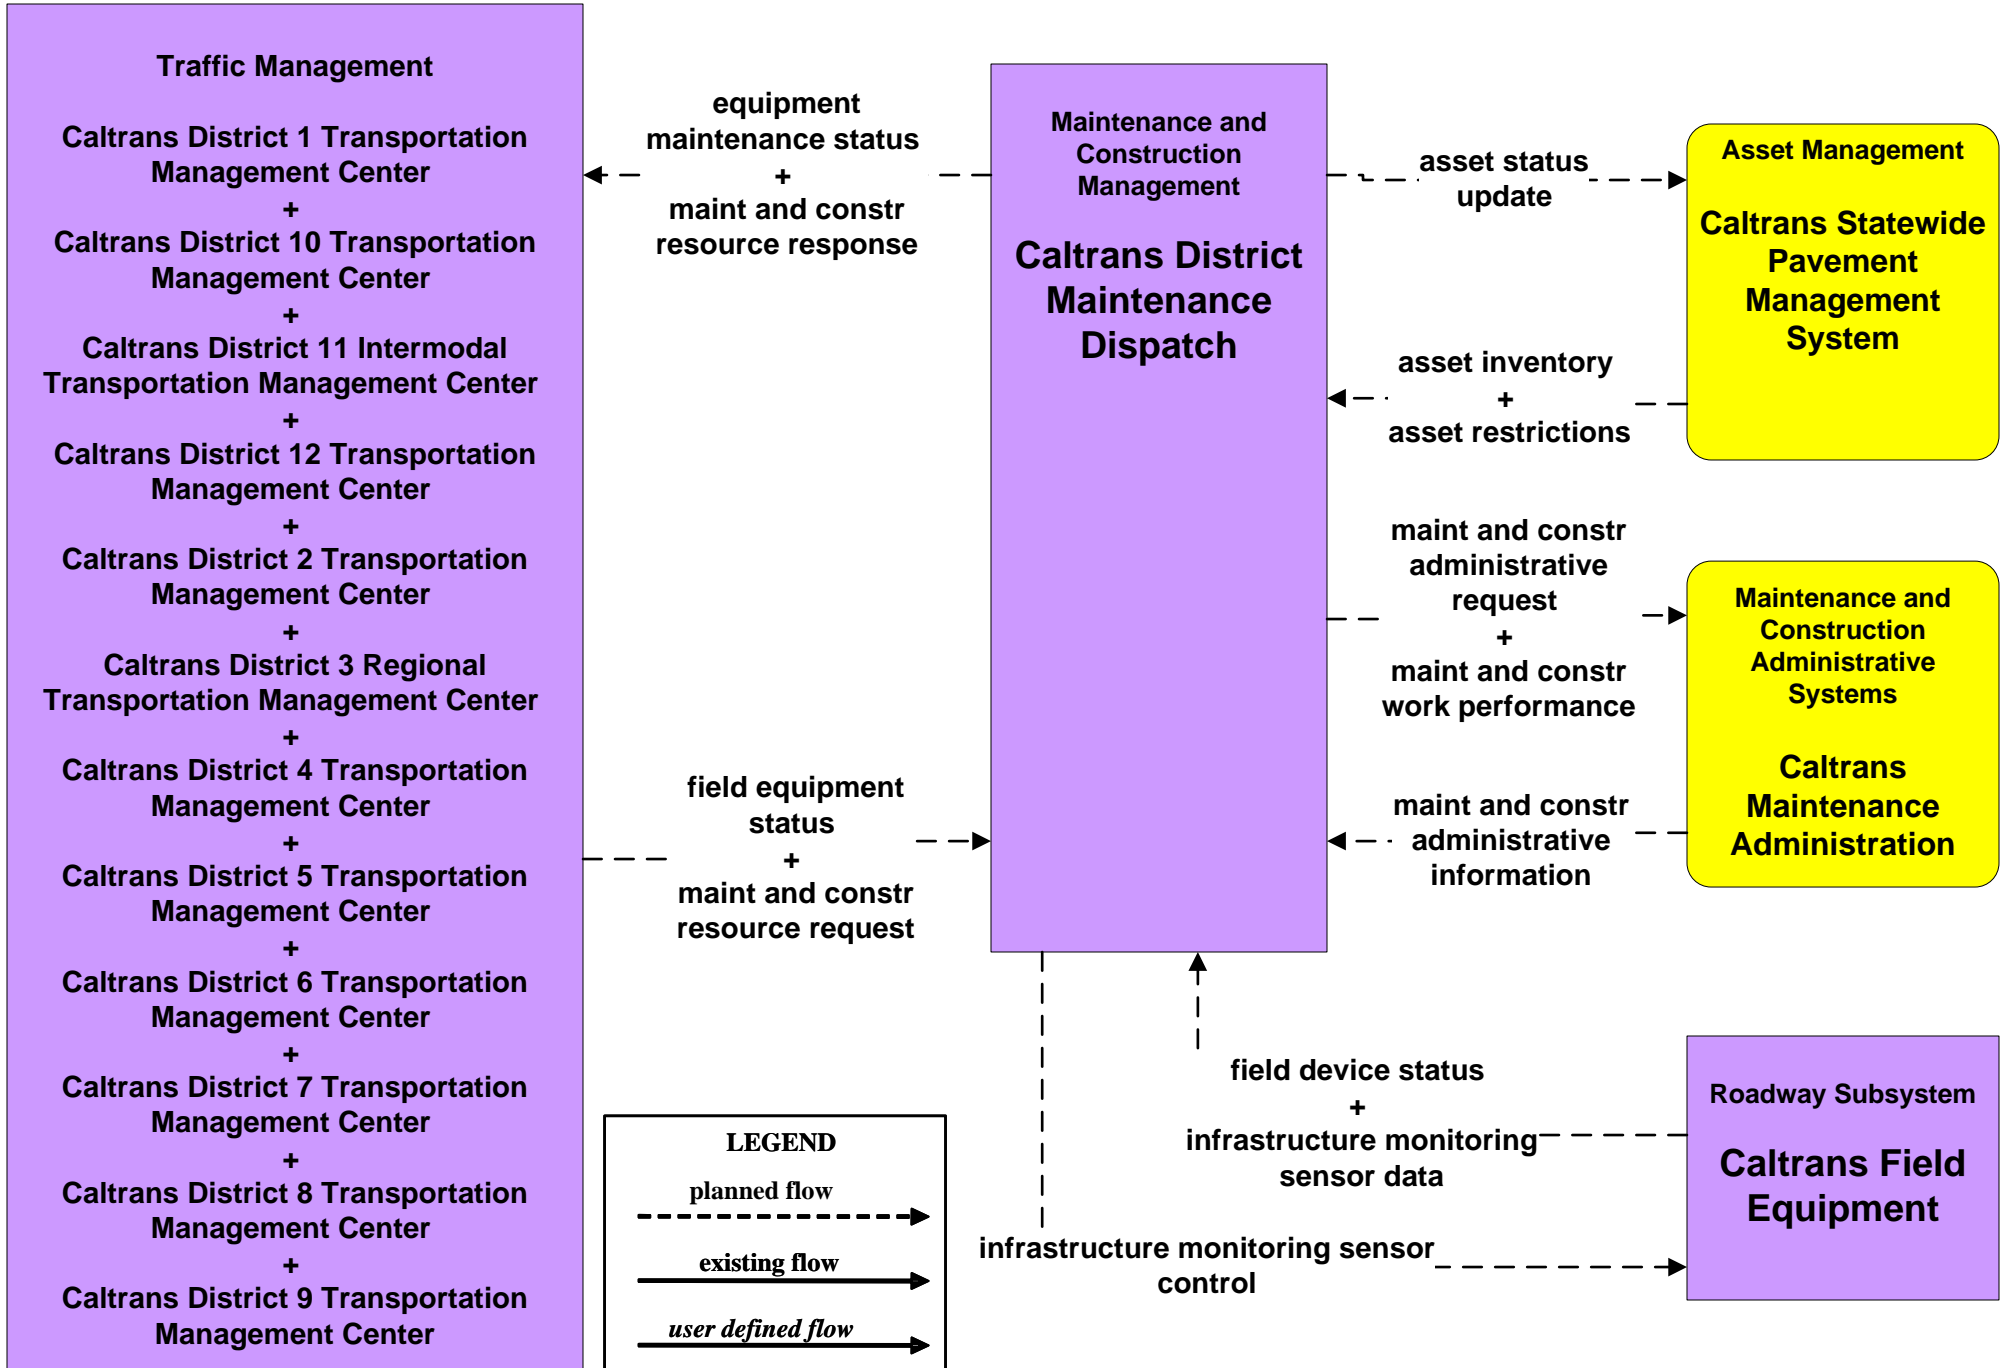 Traffic Management
Caltrans District 1 Transportation
Management Center
+
Caltrans District 10 Transportation
Management Center
+
Caltrans District 11 Intermodal
Transportation Management Center
+
Caltrans District 12 Transportation
Management Center
+
Caltrans District 2 Transportation
Management Center
+
Caltrans District 3 Regional
Transportation Management Center
+
Caltrans District 4 Transportation
Management Center
+
Caltrans District 5 Transportation
Management Center
+
Caltrans District 6 Transportation
Management Center
+
Caltrans District 7 Transportation
Management Center
+
Caltrans District 8 Transportation
Management Center
+
Caltrans District 9 Transportation
Management Center
equipment
maintenance status
+
maint and constr
resource response
field equipment
status
+
maint and constr
resource request
LEGEND
planned flow
existing flow
user defined flow
Maintenance and
Construction
Management
Caltrans District
Maintenance
Dispatch
asset status
update
asset inventory
+
asset restrictions
maint and constr
administrative
request
+
maint and constr
work performance
maint and constr
administrative
information
field device status
+
infrastructure monitoring
sensor data
infrastructure monitoring sensor
control
Asset Management
Caltrans Statewide
Pavement
Management
System
Maintenance and
Construction
Administrative
Systems
Caltrans
Maintenance
Administration
Roadway Subsystem
Caltrans Field
Equipment